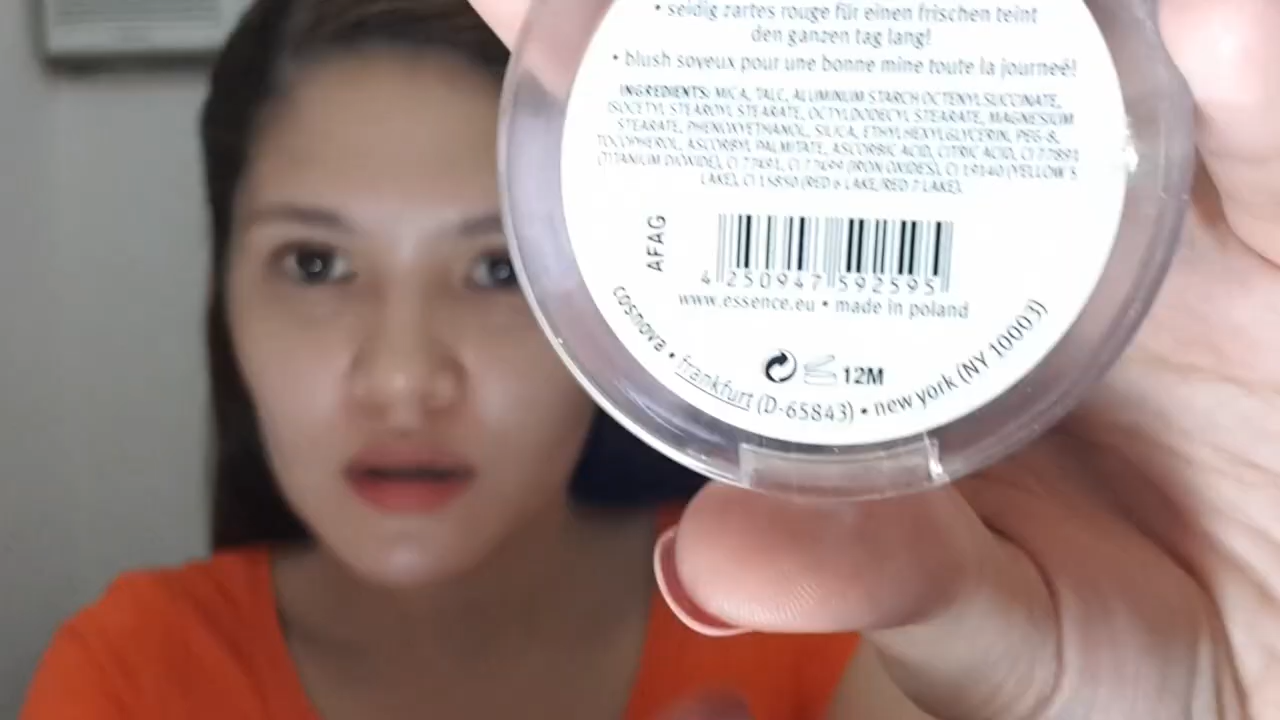 • seidig zartes rouge für einen frischen teint
den ganzen tag lang!
• blush soyeux pour une bonne mine toute la journeé!
INGREDIENTS: MICA, TALC, ALUMINUM STARCH OCTENYLSUCCINATE,
ISOCETYL STEAROYL STEARATE, OCTYLDODECYL STEARATE, MAGNESIUM
STEARATE, PHENOXYETHANOL, SILICA, ETHYLHEXYLGLYCERIN, PEG-8,
TOCOPHEROL, ASCORBYL PALMITATE, ASCORBIC ACID, CITRIC ACID, CI 77891
(TITANIUM DIOXIDE), CI 77491, CI 77499 (IRON OXIDES), CI 19140 (YELLOW 5
LAKE), CI 15850 (RED 6 LAKE/RED 7 LAKE).
AFAG
4 250947 592595
www.essence.eu • made in poland
12M
cosnova • frankfurt (D-65843) • new york (NY 10003)